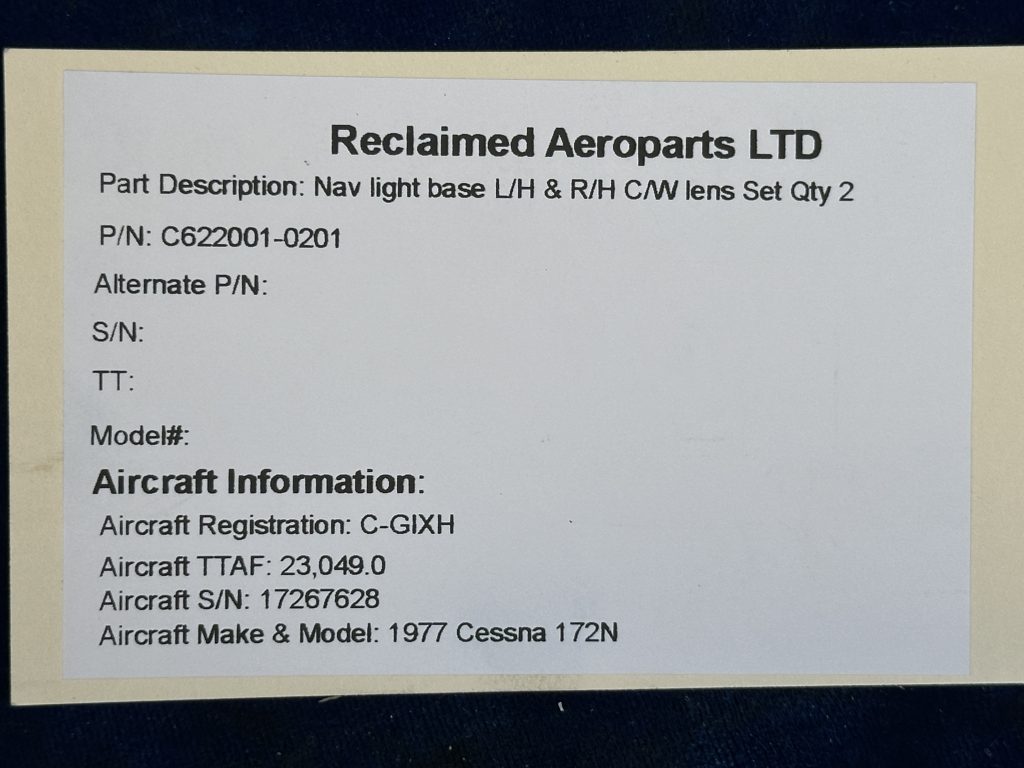 Reclaimed Aeroparts LTD
Part Description: Nav light base L/H & R/H C/W lens Set Qty 2
P/N: C622001-0201
Alternate P/N:
S/N:
TT:
Model#:
Aircraft Information:
Aircraft Registration: C-GIXH
Aircraft TTAF: 23,049.0
Aircraft S/N: 17267628
Aircraft Make & Model: 1977 Cessna 172N